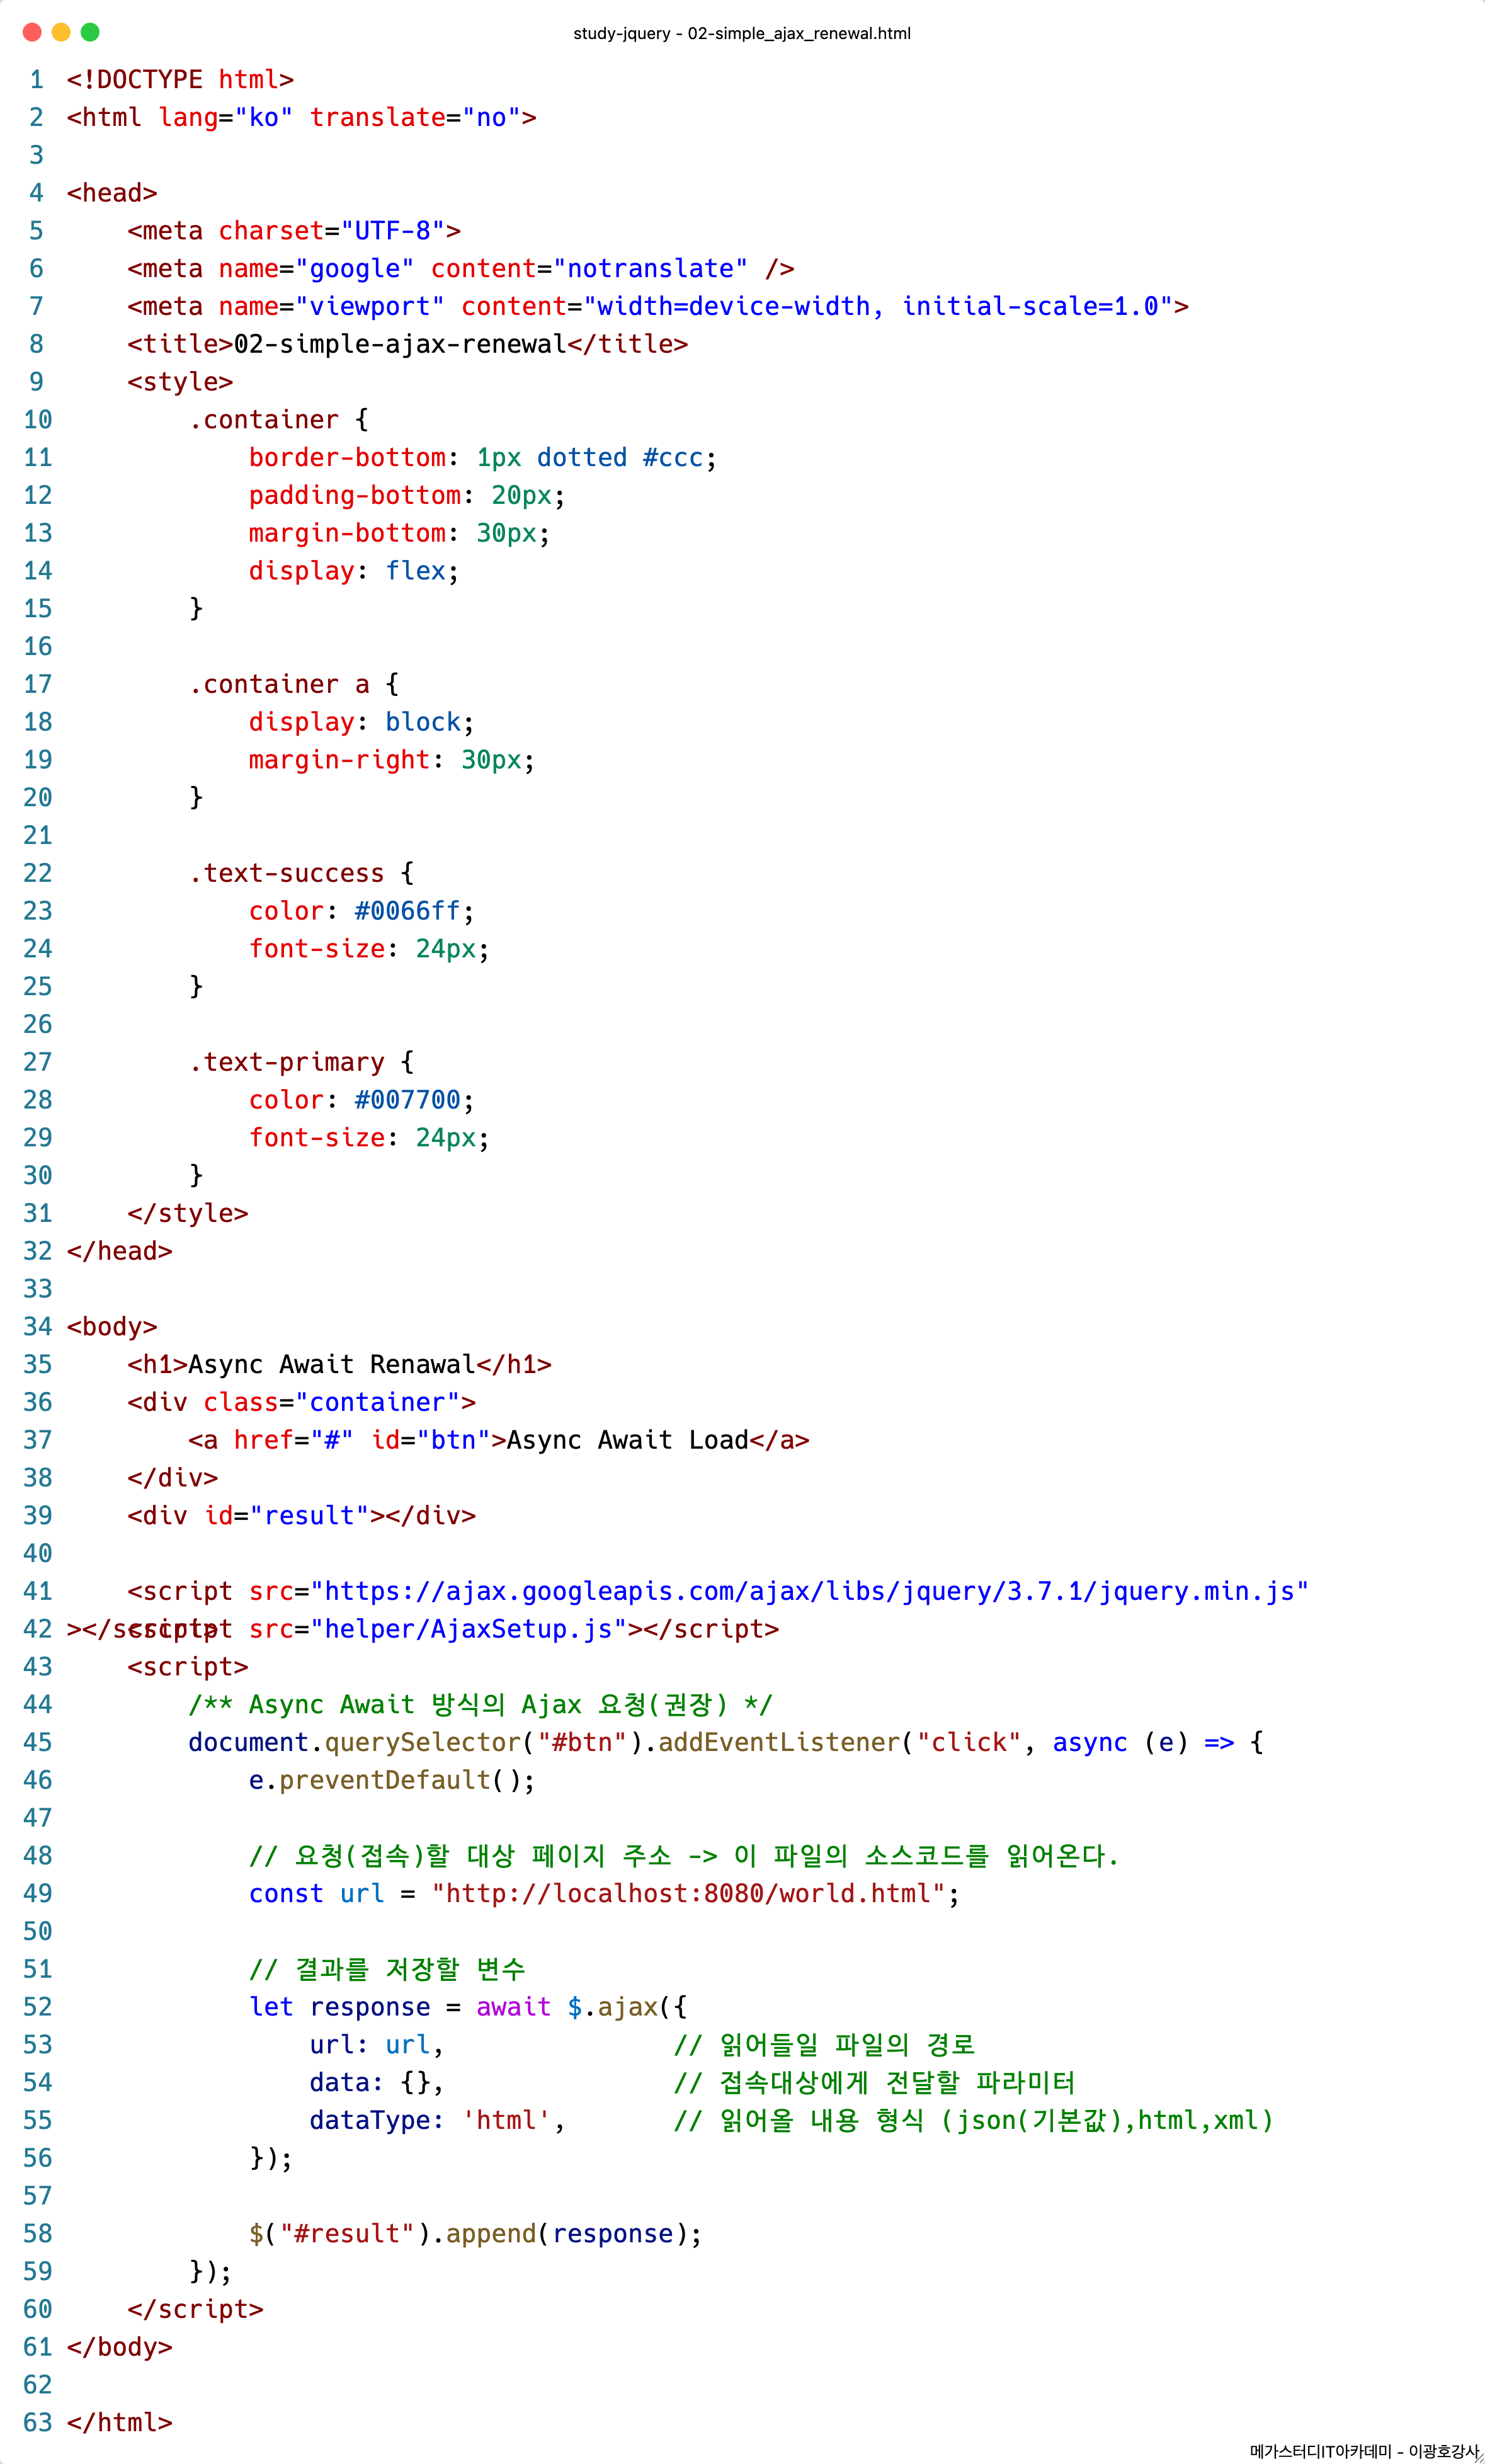 study-jquery - 02-simple_ajax_renewal.html
1 <!DOCTYPE html>
2 <html lang="ko" translate="no">
3
4 <head>
5     <meta charset="UTF-8">
6     <meta name="google" content="notranslate" />
7     <meta name="viewport" content="width=device-width, initial-scale=1.0">
8     <title>02-simple-ajax-renewal</title>
9     <style>
10         .container {
11             border-bottom: 1px dotted #ccc;
12             padding-bottom: 20px;
13             margin-bottom: 30px;
14             display: flex;
15         }
16
17         .container a {
18             display: block;
19             margin-right: 30px;
20         }
21
22         .text-success {
23             color: #0066ff;
24             font-size: 24px;
25         }
26
27         .text-primary {
28             color: #007700;
29             font-size: 24px;
30         }
31     </style>
32 </head>
33
34 <body>
35     <h1>Async Await Renawal</h1>
36     <div class="container">
37         <a href="#" id="btn">Async Await Load</a>
38     </div>
39     <div id="result"></div>
40
41     <script src="https://ajax.googleapis.com/ajax/libs/jquery/3.7.1/jquery.min.js"
></script>
42     <script src="helper/AjaxSetup.js"></script>
43     <script>
44         /** Async Await 방식의 Ajax 요청(권장) */
45         document.querySelector("#btn").addEventListener("click", async (e) => {
46             e.preventDefault();
47
48             // 요청(접속)할 대상 페이지 주소 -> 이 파일의 소스코드를 읽어온다.
49             const url = "http://localhost:8080/world.html";
50
51             // 결과를 저장할 변수
52             let response = await $.ajax({
53                 url: url,               // 읽어들일 파일의 경로
54                 data: {},               // 접속대상에게 전달할 파라미터
55                 dataType: 'html',       // 읽어올 내용 형식 (json(기본값),html,xml)
56             });
57
58             $("#result").append(response);
59         });
60     </script>
61 </body>
62
63 </html>
메가스터디IT아카데미 - 이광호강사